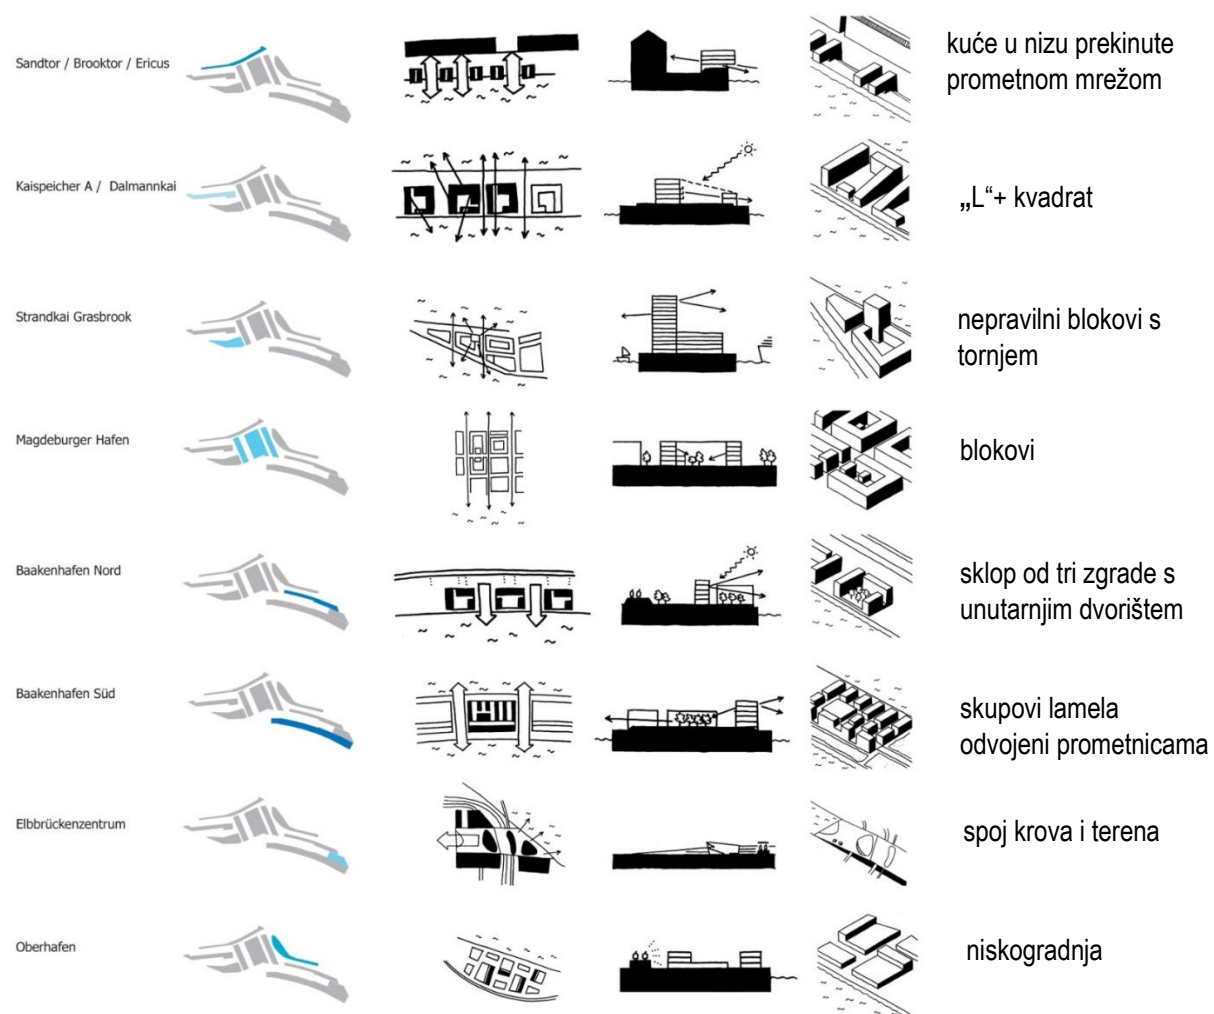 Sandtor / Brooktor / Ericus
kuće u nizu prekinute
prometnom mrežom
Kaispeicher A / Dalmannkai
„L“+ kvadrat
Strandkai Grasbrook
nepravilni blokovi s
tornjem
Magdeburger Hafen
blokovi
Baakenhafen Nord
sklop od tri zgrade s
unutarnjim dvorištem
Baakenhafen Süd
skupovi lamela
odvojeni prometnicama
Elbbrückenzentrum
spoj krova i terena
Oberhafen
niskogradnja